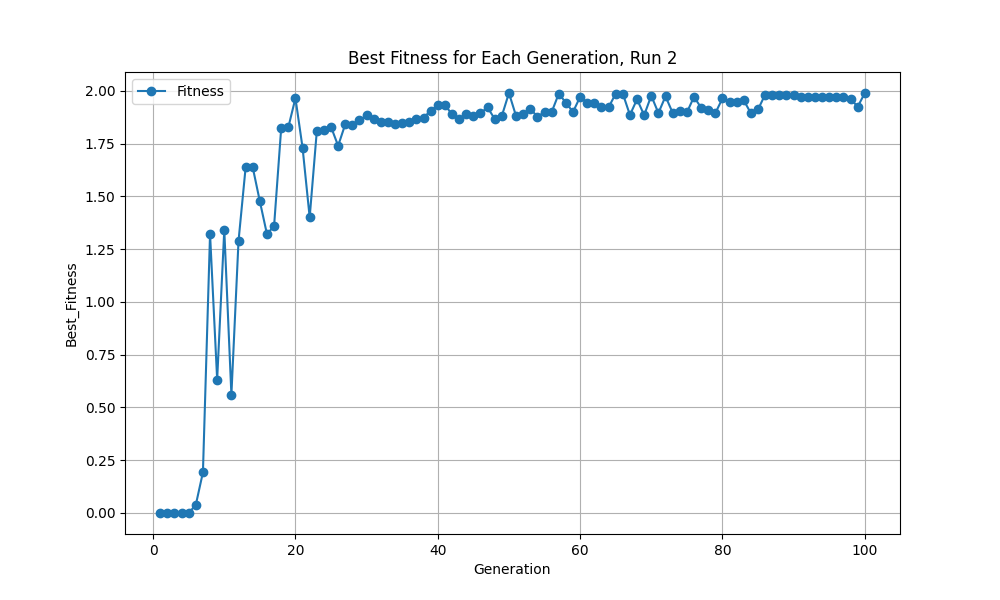 Best Fitness for Each Generation, Run 2
Fitness
2.00
1.75
1.50
1.25
1.00
0.75
0.50
0.25
0.00
Best_Fitness
0 20 40 60 80 100
Generation